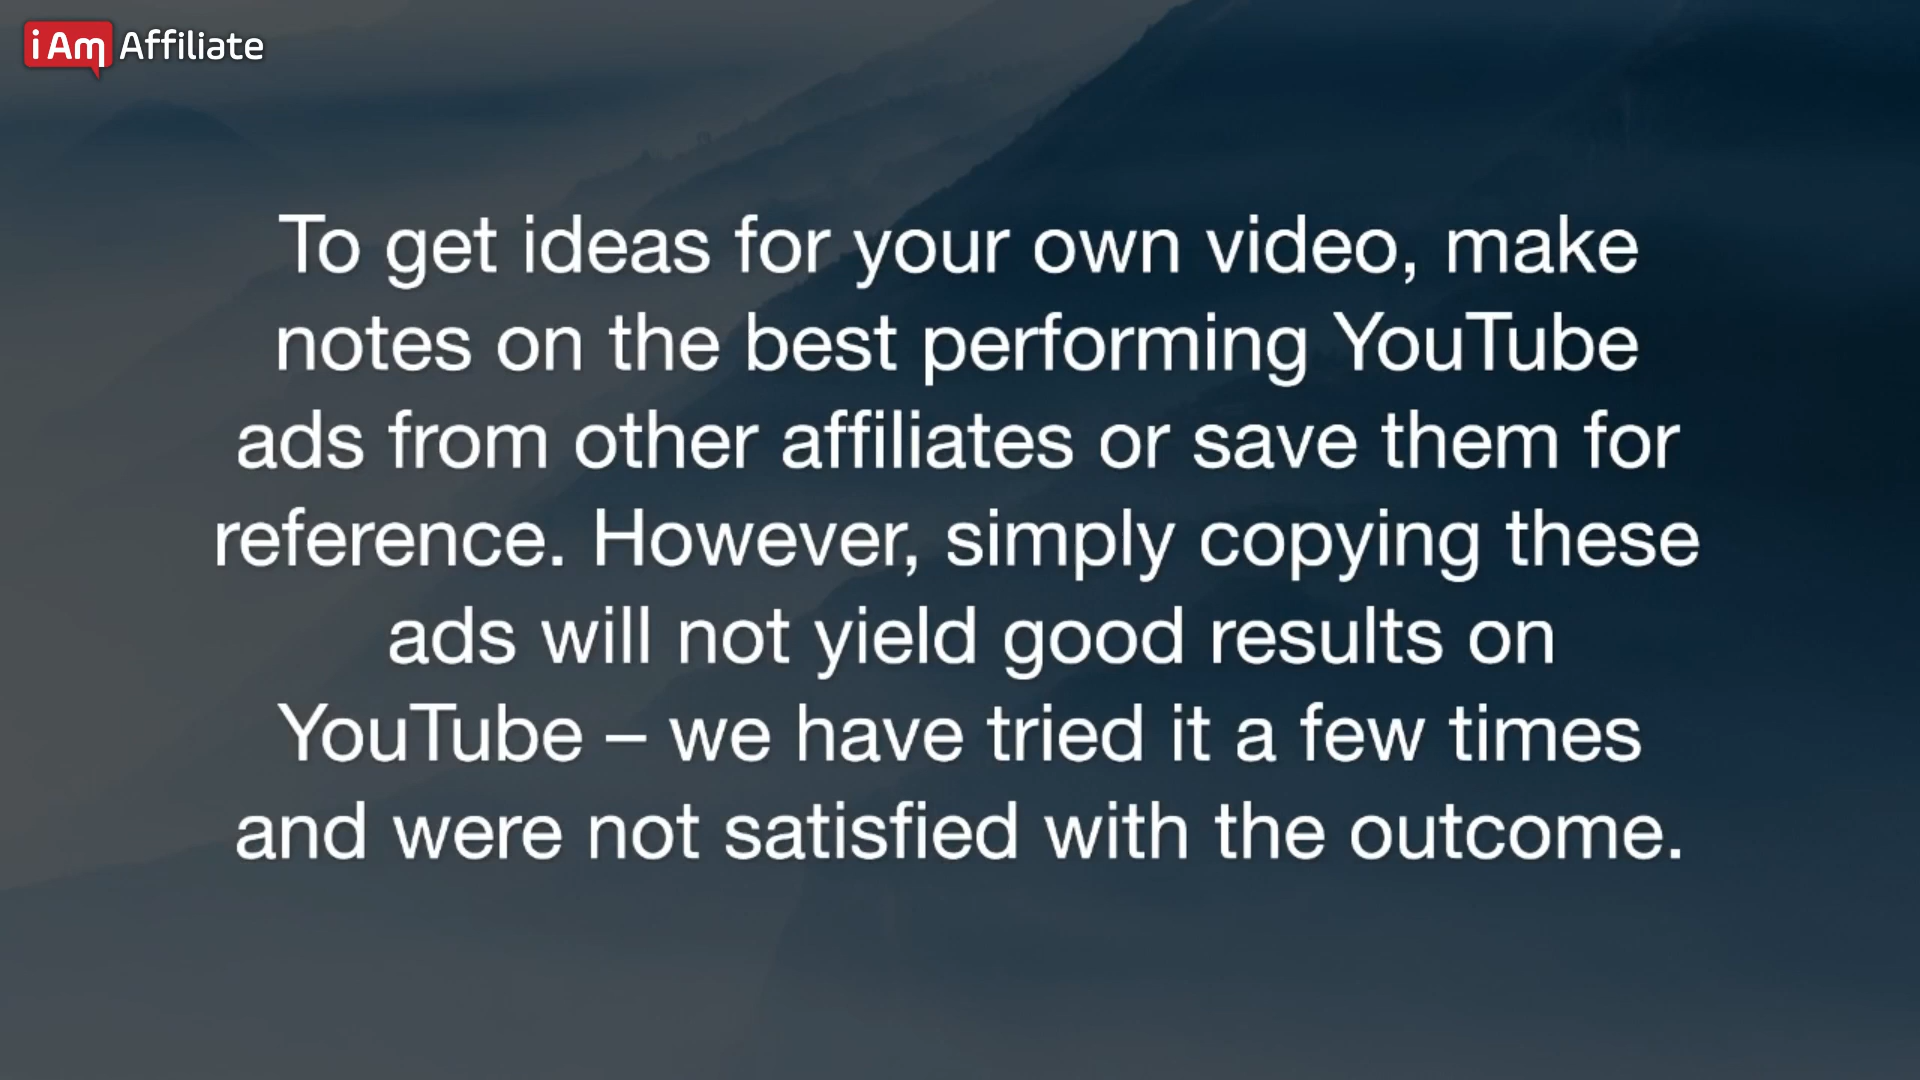 i Am Affiliate
To get ideas for your own video, make
notes on the best performing YouTube
ads from other affiliates or save them for
reference. However, simply copying these
ads will not yield good results on
YouTube – we have tried it a few times
and were not satisfied with the outcome.